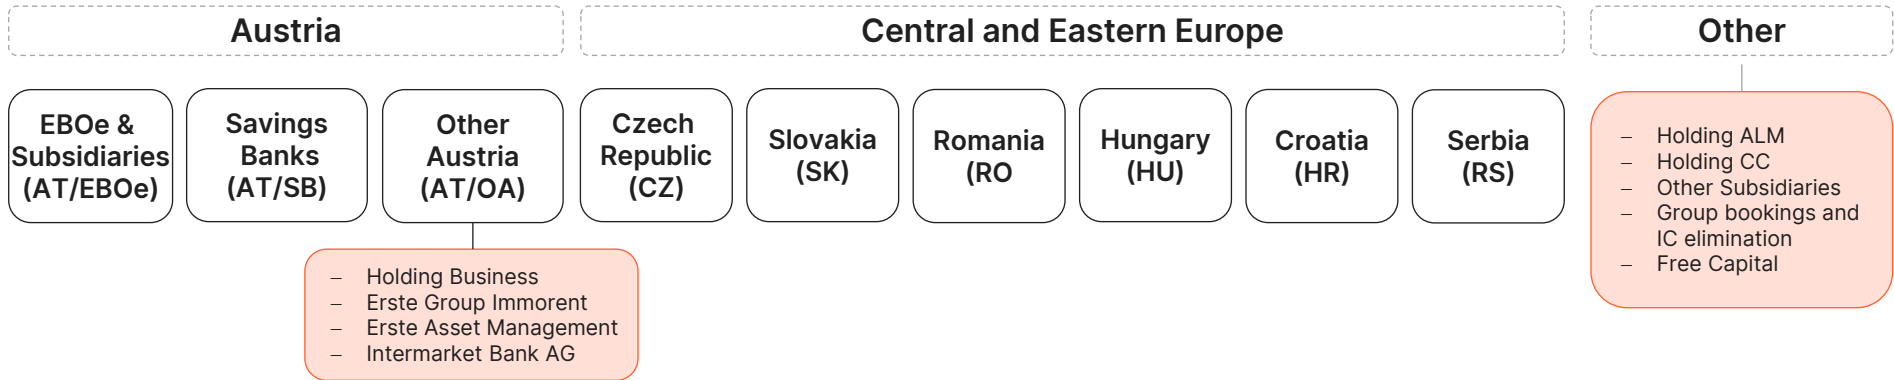 Austria
Central and Eastern Europe
Other
EBOe &
Subsidiaries
(AT/EBOe)
Savings
Banks
(AT/SB)
Other
Austria
(AT/OA)
Czech
Republic
(CZ)
Slovakia
(SK)
Romania
(RO
Hungary
(HU)
Croatia
(HR)
Serbia
(RS)
– Holding Business
– Erste Group Immorent
– Erste Asset Management
– Intermarket Bank AG
– Holding ALM
– Holding CC
– Other Subsidiaries
– Group bookings and
IC elimination
– Free Capital